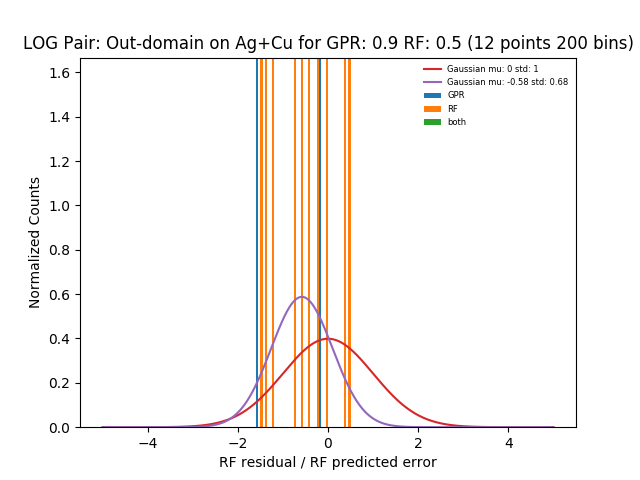 LOG Pair: Out-domain on Ag+Cu for GPR: 0.9 RF: 0.5 (12 points 200 bins)
Gaussian mu: 0 std: 1
Gaussian mu: -0.58 std: 0.68
GPR
RF
both
Normalized Counts
1.6
1.4
1.2
1.0
0.8
0.6
0.4
0.2
0.0
−4
−2
0
2
4
RF residual / RF predicted error